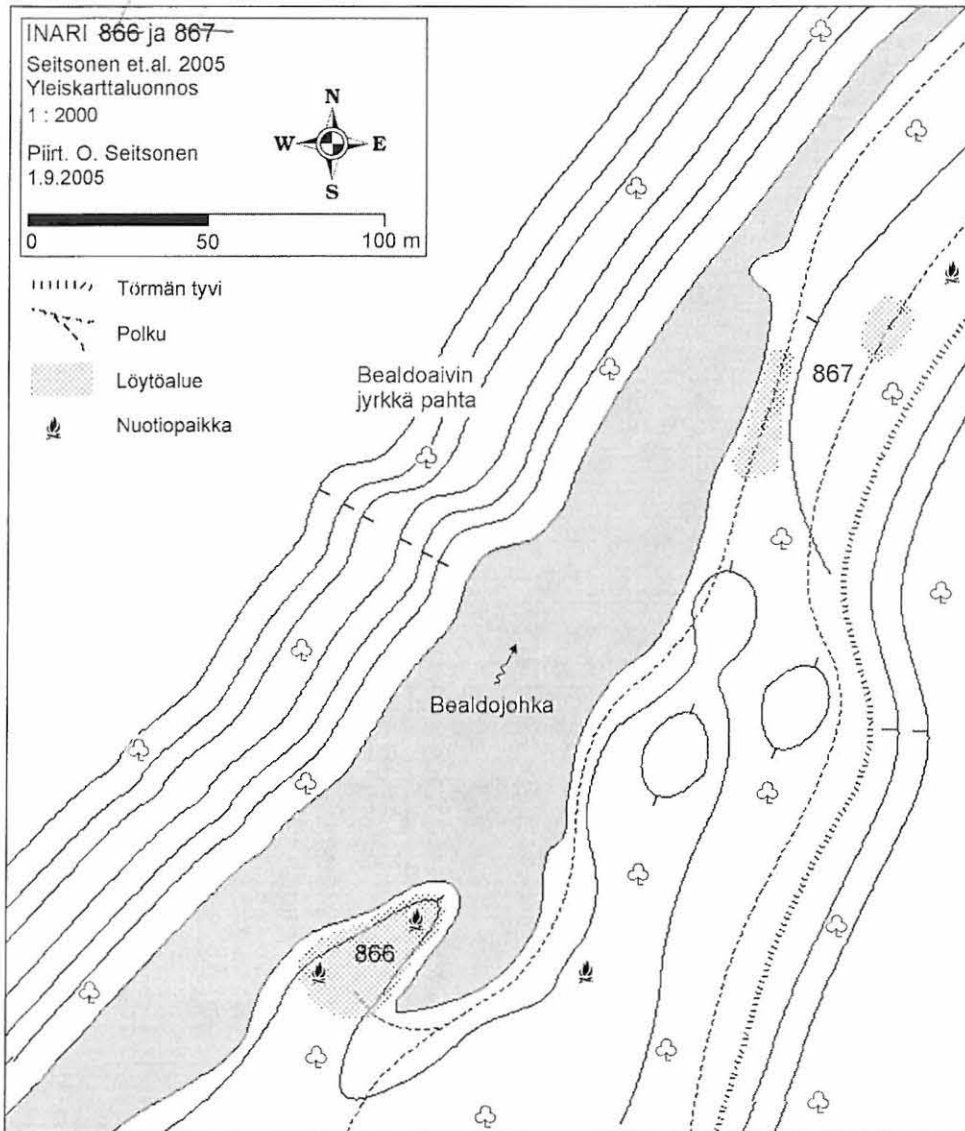 INARI 866 ja 867
Seitsonen et.al. 2005
Yleiskarttaluonnos
1 : 2000
Piirt. O. Seitsonen
1.9.2005
N
W E
S
0 50 100 m
Törmän tyvi
Polku
Löytöalue
Nuotiopaikka
Bealdoaivin
jyrkkä pahta
867
Bealdojohka
866